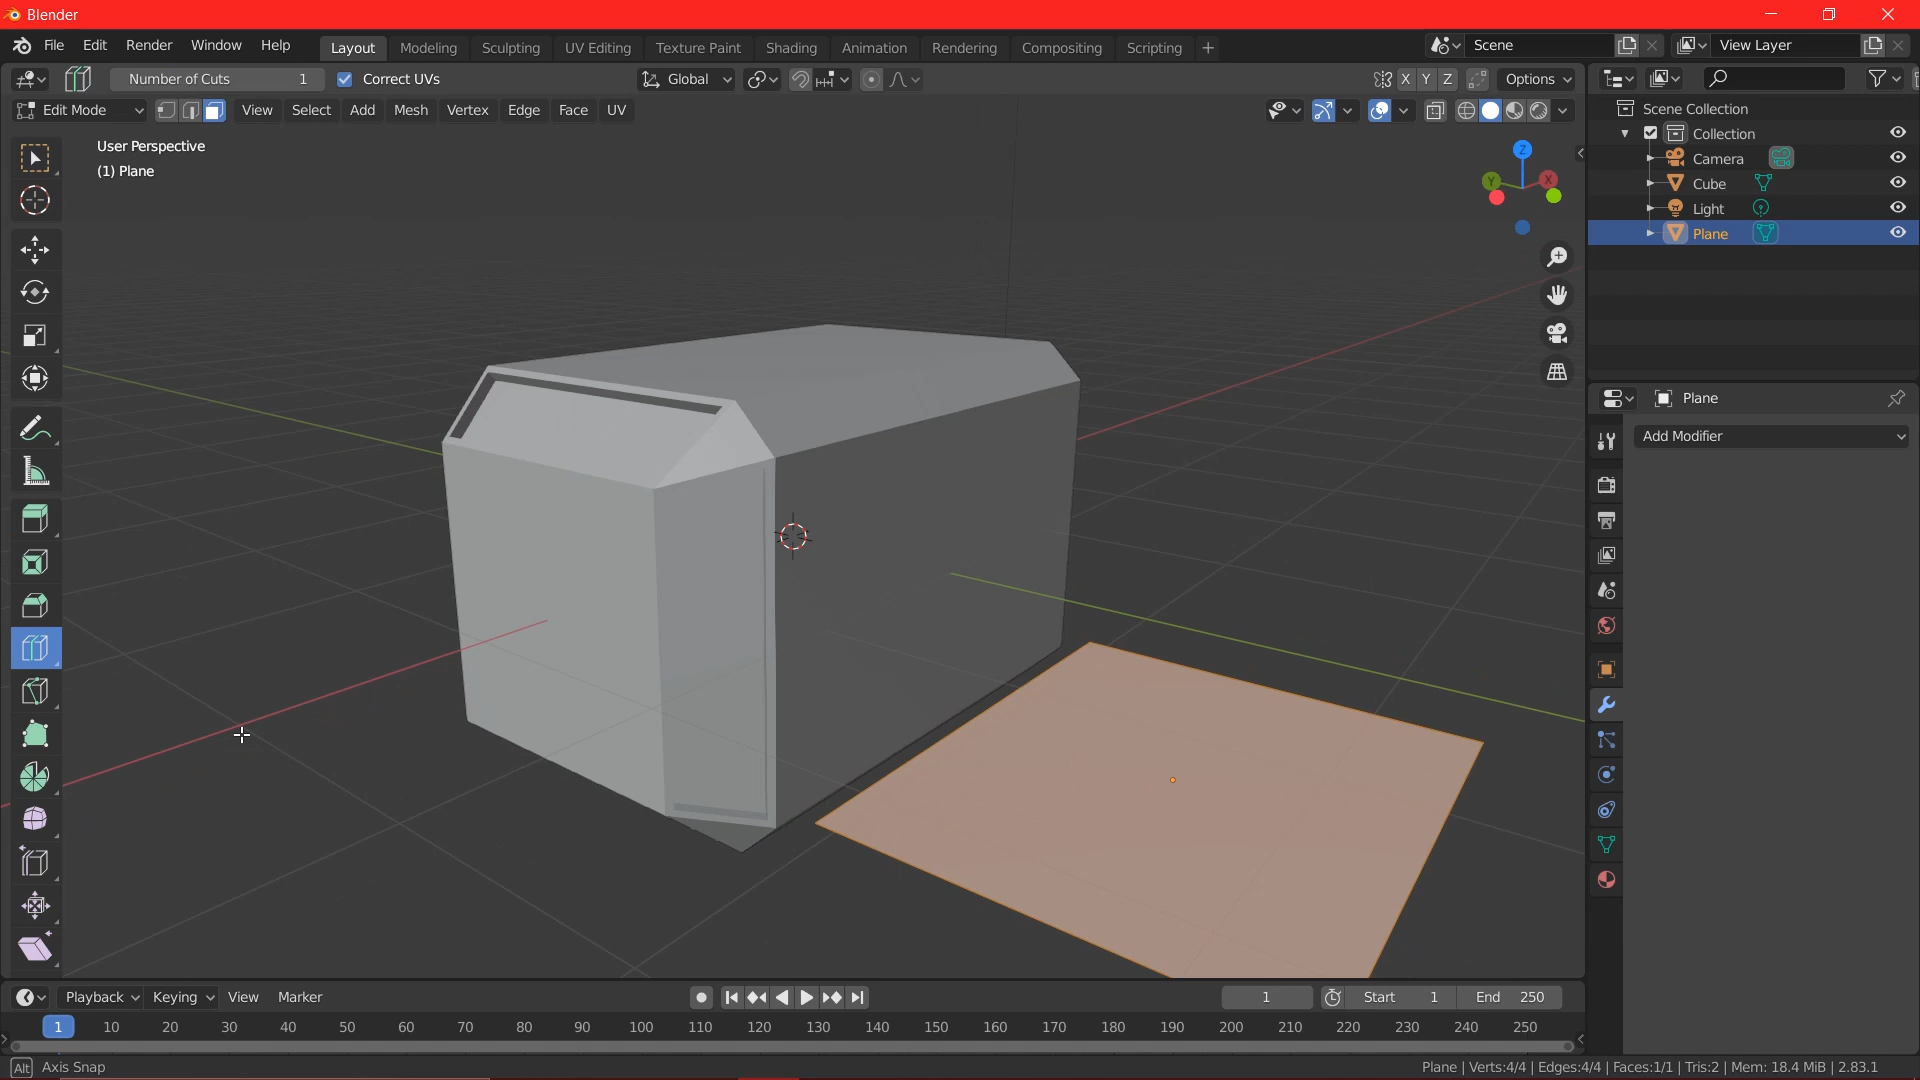 Blender
File Edit Render Window Help Layout Modeling Sculpting UV Editing Texture Paint Shading Animation Rendering Compositing Scripting + Scene View Layer
Number of Cuts 1 Correct UVs Global X Y Z Options
Edit Mode View Select Add Mesh Vertex Edge Face UV
User Perspective
(1) Plane
Z
Y X
Scene Collection
Collection
Camera
Cube
Light
Plane
Plane
Add Modifier
Playback Keying View Marker 1 Start 1 End 250
1 10 20 30 40 50 60 70 80 90 100 110 120 130 140 150 160 170 180 190 200 210 220 230 240 250
Alt Axis Snap Plane | Verts:4/4 | Edges:4/4 | Faces:1/1 | Tris:2 | Mem: 18.4 MiB | 2.83.1